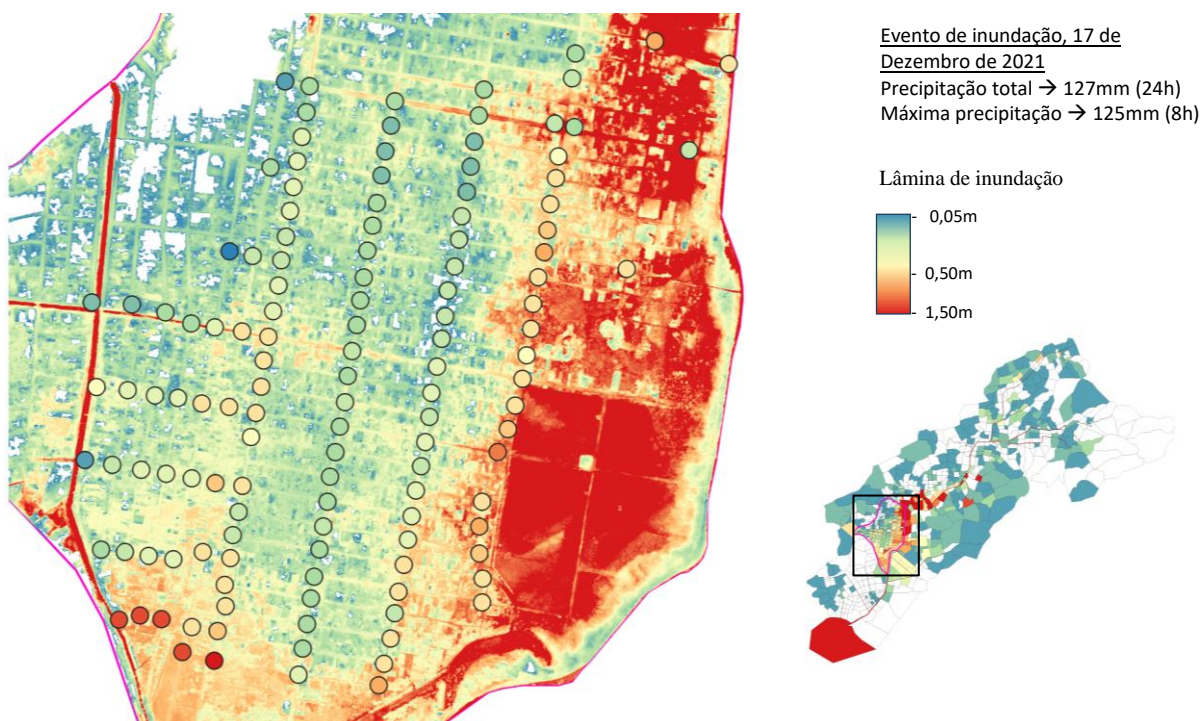 Evento de inundação, 17 de
Dezembro de 2021
Precipitação total → 127mm (24h)
Máxima precipitação → 125mm (8h)
Lâmina de inundação
- 0,05m
- 0,50m
- 1,50m